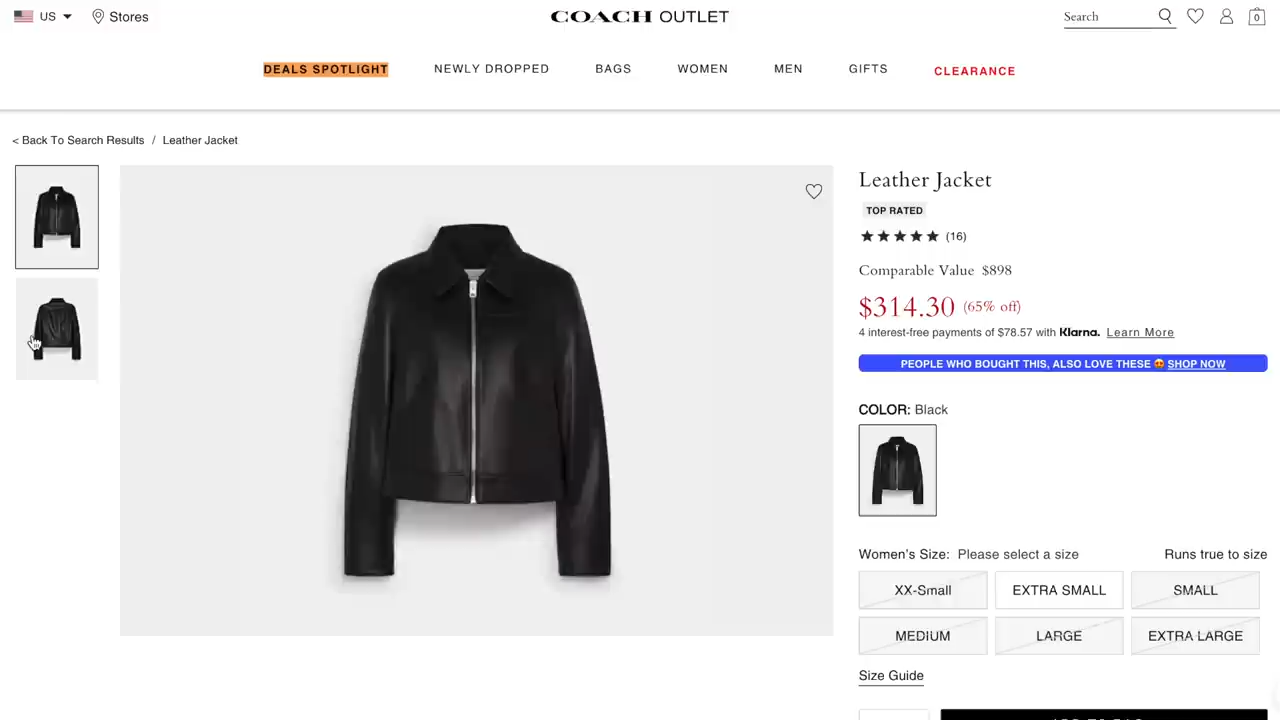 US
Stores
COACH OUTLET
Search
0
DEALS SPOTLIGHT
NEWLY DROPPED
BAGS
WOMEN
MEN
GIFTS
CLEARANCE
< Back To Search Results / Leather Jacket
Leather Jacket
TOP RATED
(16)
Comparable Value $898
$314.30 (65% off)
4 interest-free payments of $78.57 with Klarna. Learn More
PEOPLE WHO BOUGHT THIS, ALSO LOVE THESE 😍 SHOP NOW
COLOR: Black
Women's Size: Please select a size
Runs true to size
XX-Small
EXTRA SMALL
SMALL
MEDIUM
LARGE
EXTRA LARGE
Size Guide